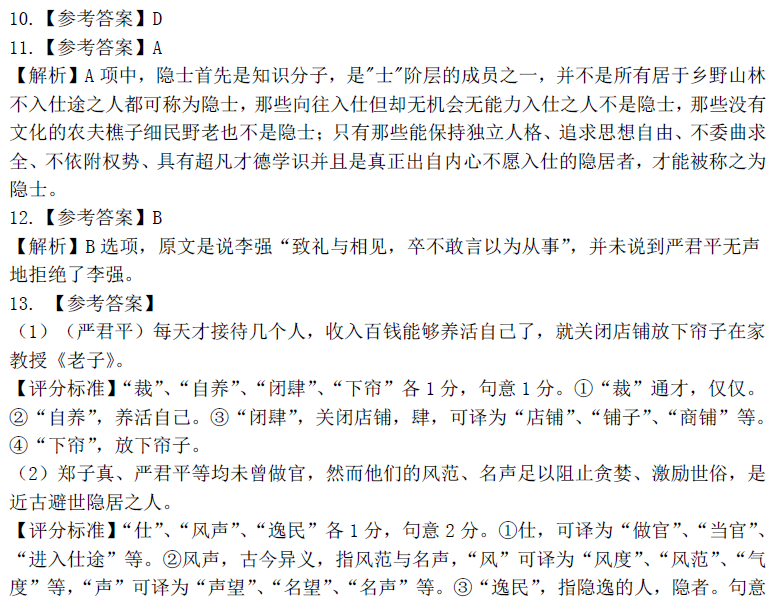 10.【参考答案】D
11.【参考答案】A
【解析】A 项中，隐士首先是知识分子，是"士"阶层的成员之一，并不是所有居于乡野山林
不入仕途之人都可称为隐士，那些向往入仕但却无机会无能力入仕之人不是隐士，那些没有
文化的农夫樵子细民野老也不是隐士；只有那些能保持独立人格、追求思想自由、不委曲求
全、不依附权势、具有超凡才德学识并且是真正出自内心不愿入仕的隐居者，才能被称之为
隐士。
12.【参考答案】B
【解析】B 选项，原文是说李强“致礼与相见，卒不敢言以为从事”，并未说到严君平无声
地拒绝了李强。
13. 【参考答案】
（1）（严君平）每天才接待几个人，收入百钱能够养活自己了，就关闭店铺放下帘子在家
教授《老子》。
【评分标准】“裁”、“自养”、“闭肆”、“下帘”各 1 分，句意 1 分。①“裁”通才，仅仅。
②“自养”，养活自己。③“闭肆”，关闭店铺，肆，可译为“店铺”、“铺子”、“商铺”等。
④“下帘”，放下帘子。
（2）郑子真、严君平等均未曾做官，然而他们的风范、名声足以阻止贪婪、激励世俗，是
近古避世隐居之人。
【评分标准】“仕”、“风声”、“逸民”各 1 分，句意 2 分。①仕，可译为“做官”、“当官”、
“进入仕途”等。②风声，古今异义，指风范与名声，“风”可译为“风度”、“风范”、“气
度”等，“声”可译为“声望”、“名望”、“名声”等。③“逸民”，指隐逸的人，隐者。句意